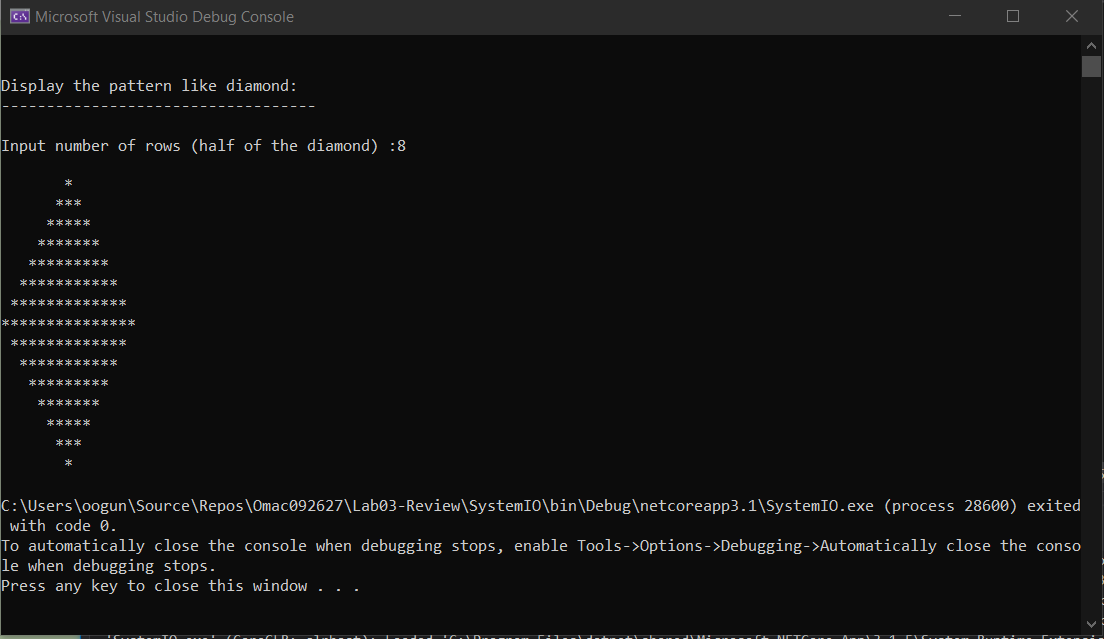 C:\ Microsoft Visual Studio Debug Console
Display the pattern like diamond:
-----------------------------------
Input number of rows (half of the diamond) :8
       *
      ***
     *****
    *******
   *********
  ***********
 *************
***************
 *************
  ***********
   *********
    *******
     *****
      ***
       *
C:\Users\oogun\Source\Repos\Omac092627\Lab03-Review\SystemIO\bin\Debug\netcoreapp3.1\SystemIO.exe (process 28600) exited
 with code 0.
To automatically close the console when debugging stops, enable Tools->Options->Debugging->Automatically close the conso
le when debugging stops.
Press any key to close this window . . .